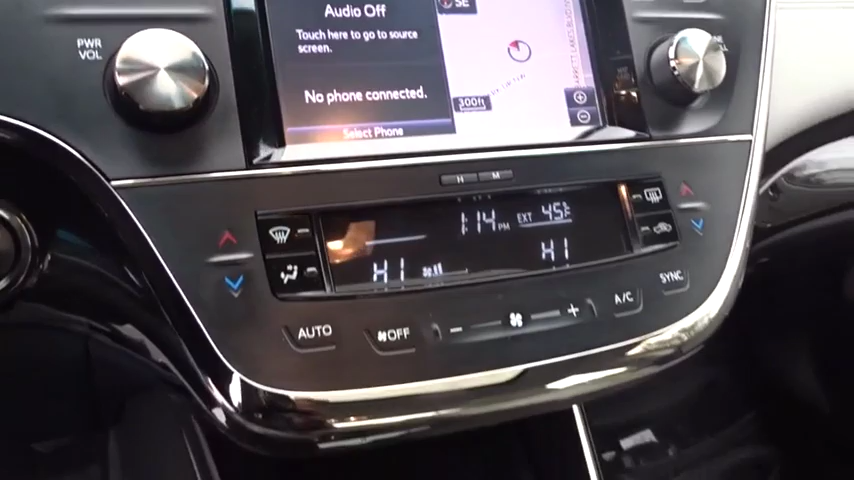 PWR
VOL
Audio Off
Touch here to go to source
screen.
No phone connected.
Select Phone
SE
300ft
H M
1:14 PM EXT 45°F
HI HI
AUTO
OFF
- +
A/C
SYNC